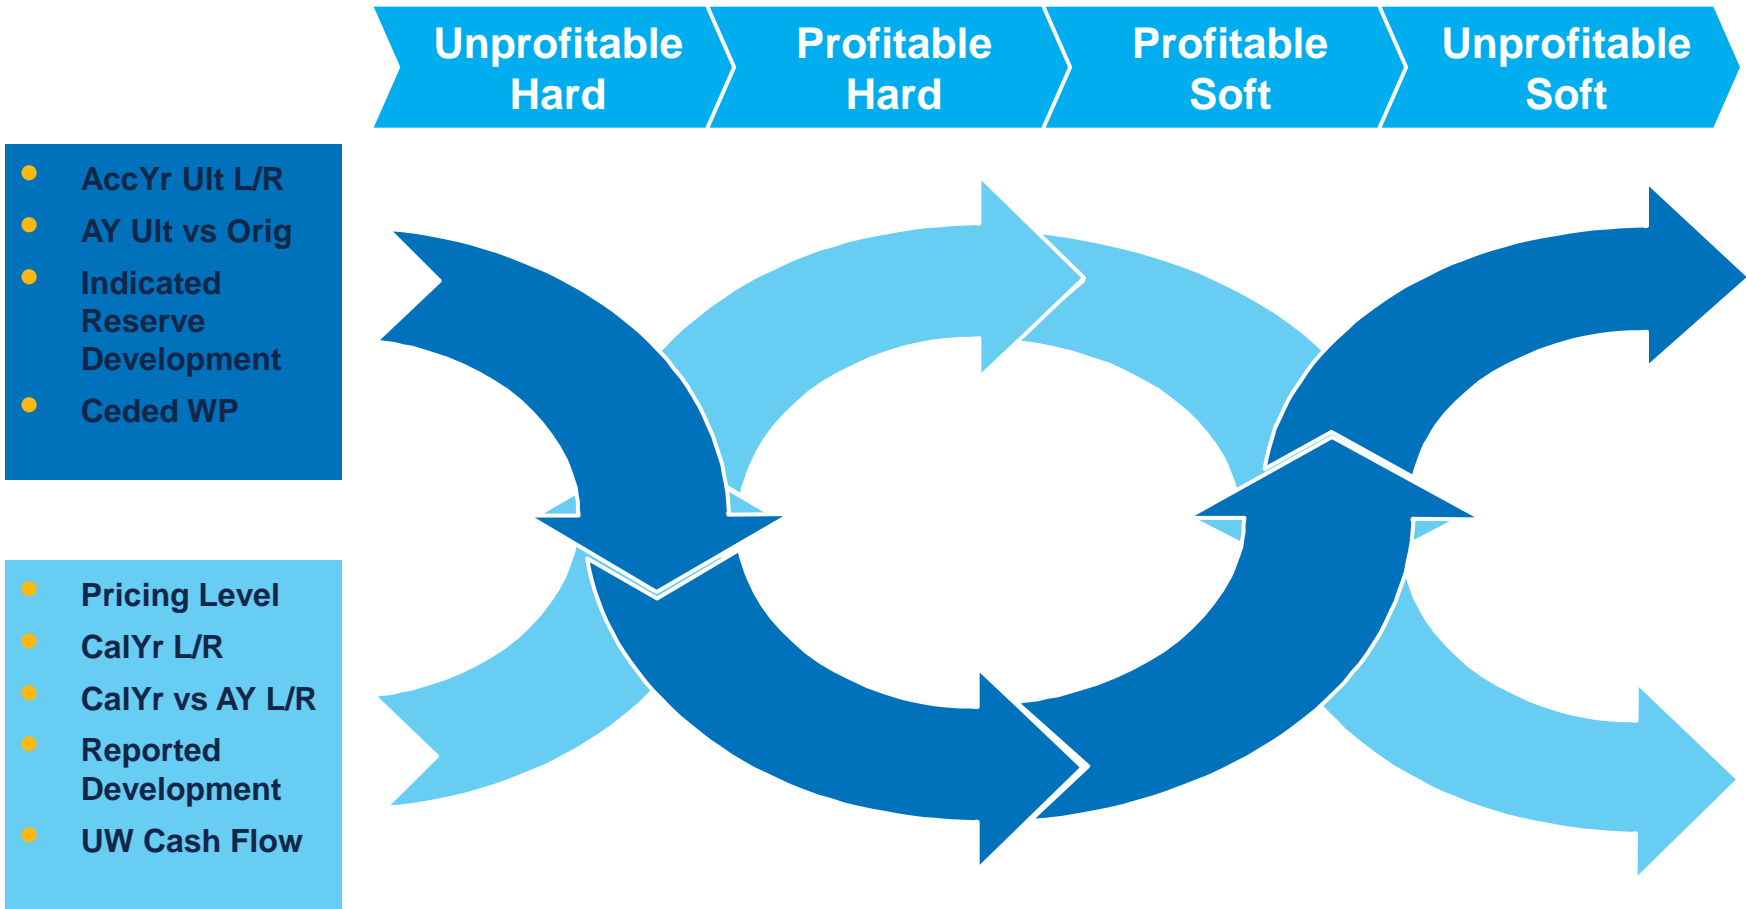 Unprofitable
Hard
Profitable
Hard
Profitable
Soft
Unprofitable
Soft
AccYr Ult L/R
AY Ult vs Orig
Indicated
Reserve
Development
Ceded WP
Pricing Level
CalYr L/R
CalYr vs AY L/R
Reported
Development
UW Cash Flow